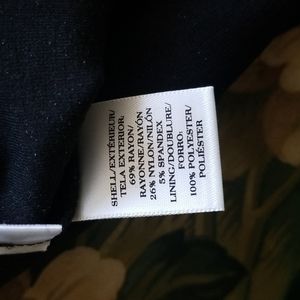 SHELL/EXTÉRIEUR/
TELA EXTERIOR:
69% RAYON/
RAYONNE/RAYÓN
26% NYLON/NILÓN
5% SPANDEX
LINING/DOUBLURE/
FORRO:
100% POLYESTER/
POLIÉSTER